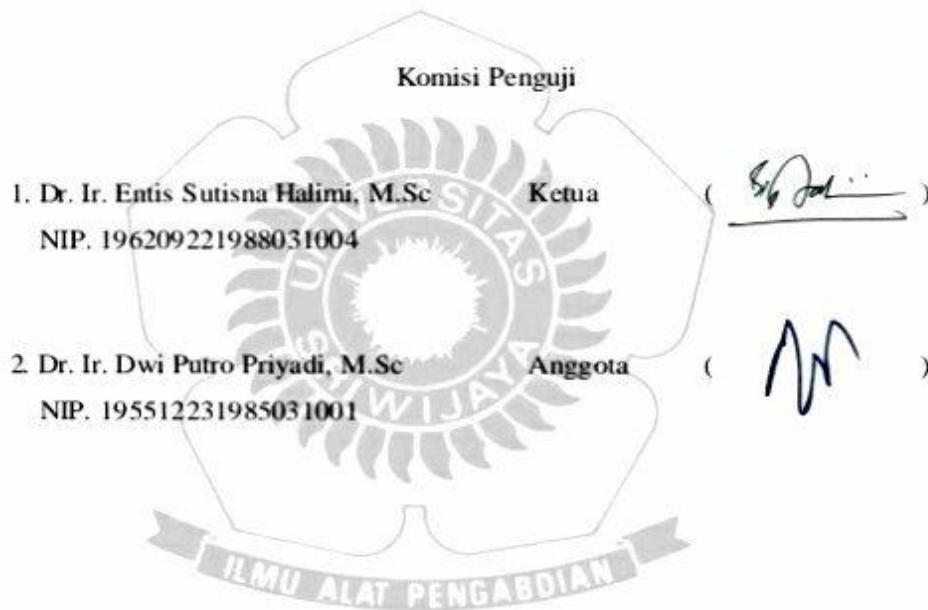 Komisi Penguji
1. Dr. Ir. Entis Sutisna Halimi, M.Sc Ketua ( )
NIP. 196209221988031004
2. Dr. Ir. Dwi Putro Priyadi, M.Sc Anggota ( )
NIP. 195512231985031001
UNIVERSITAS
SRIWIJAYA
ILMU ALAT PENGABDIAN